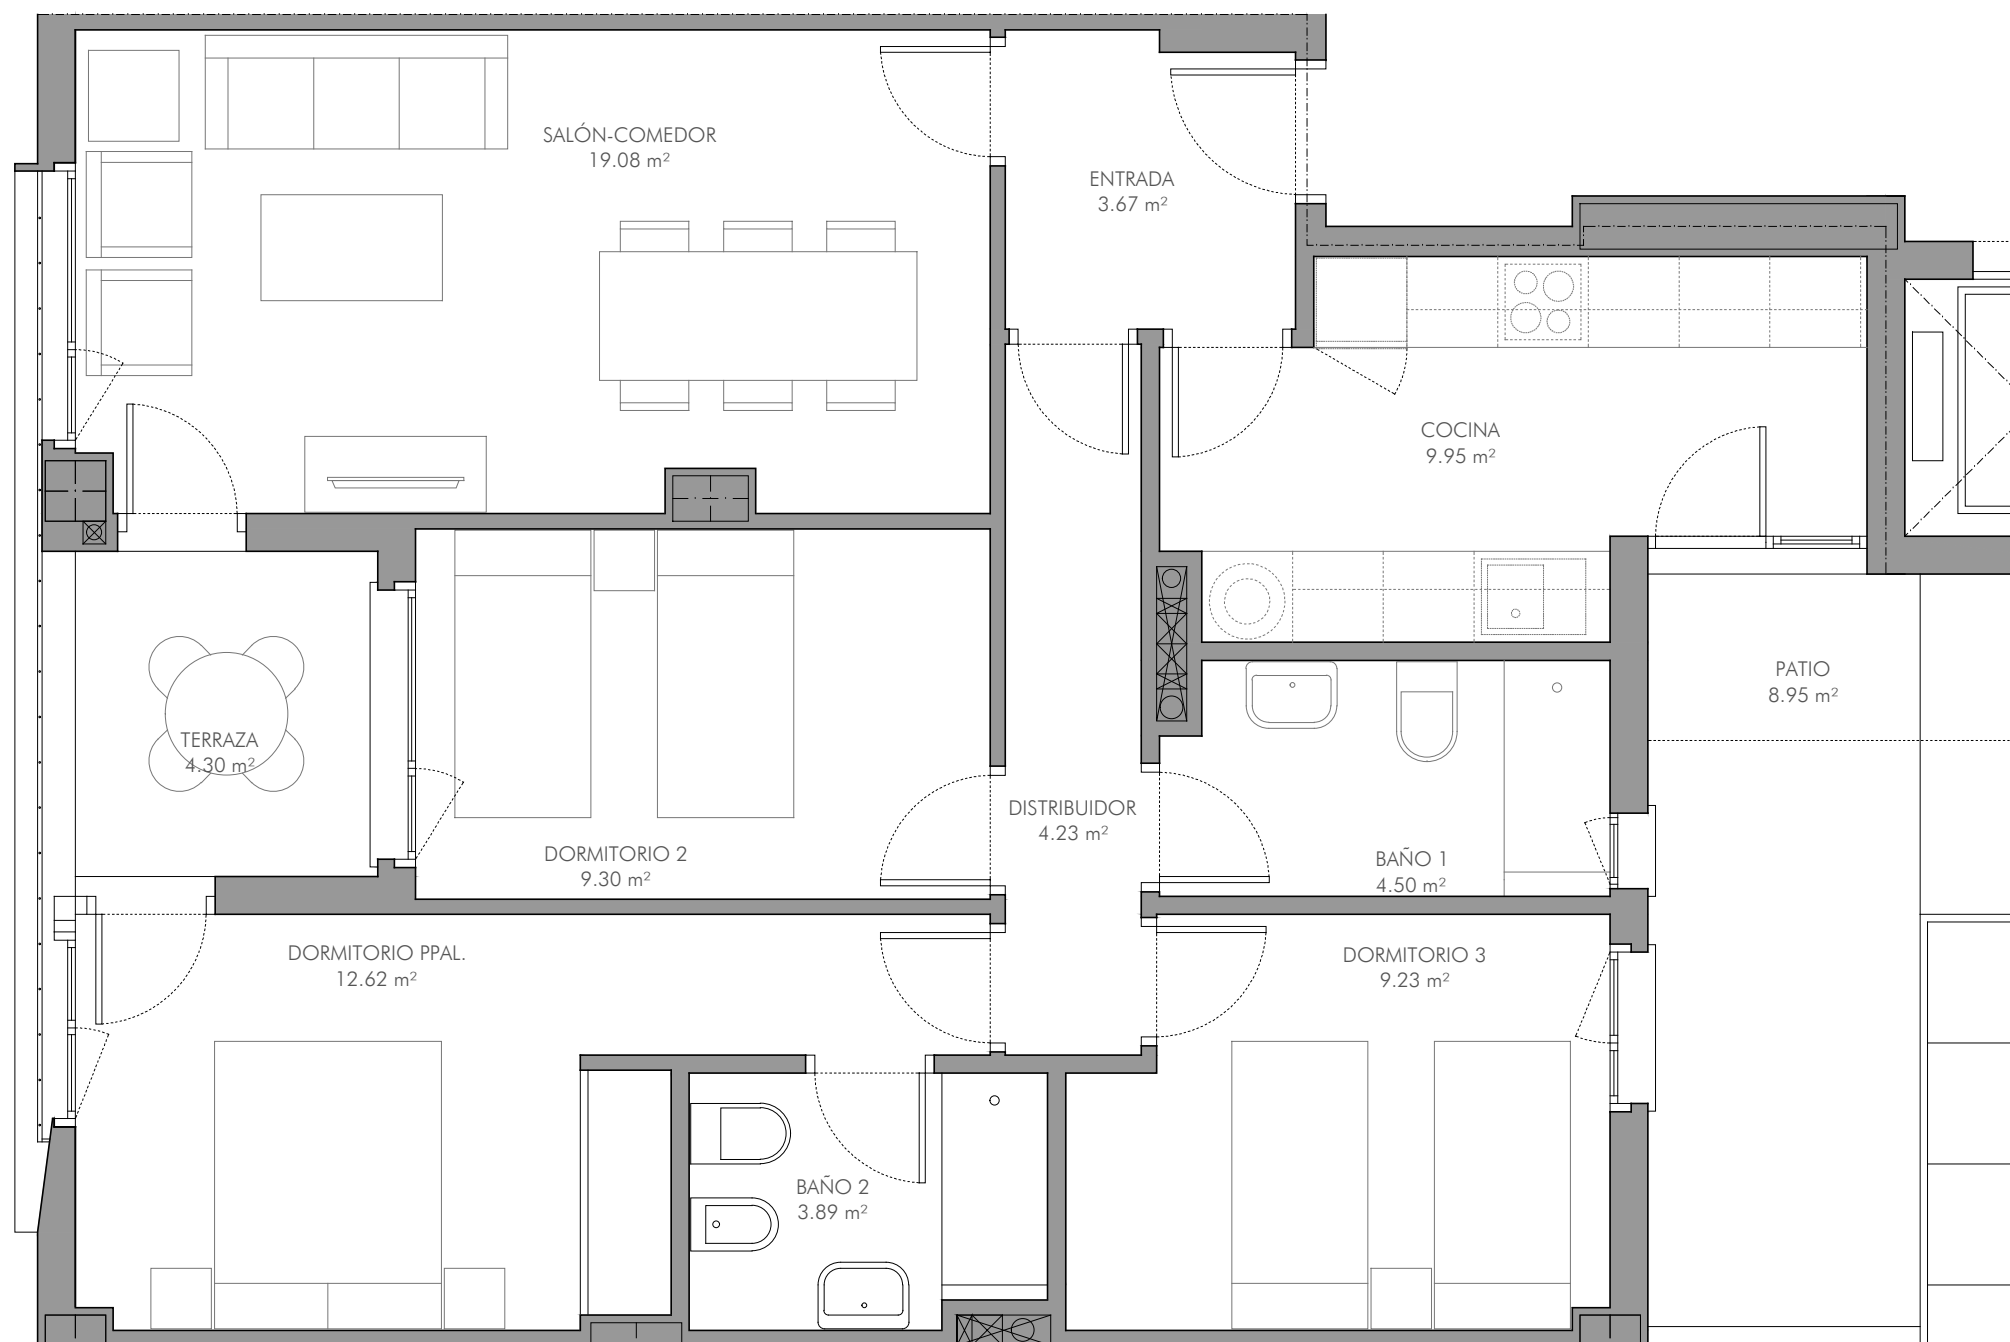 SALÓN-COMEDOR
19.08 m²
ENTRADA
3.67 m²
COCINA
9.95 m²
PATIO
8.95 m²
TERRAZA
4.30 m²
DISTRIBUIDOR
4.23 m²
DORMITORIO 2
9.30 m²
BAÑO 1
4.50 m²
DORMITORIO PPAL.
12.62 m²
DORMITORIO 3
9.23 m²
BAÑO 2
3.89 m²